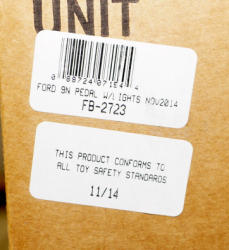 UNIT
0 88724 07154 4
FORD 9N PEDAL W/LIGHTS NOV2014
FB-2723
THIS PRODUCT CONFORMS TO
ALL TOY SAFETY STANDARDS
11/14